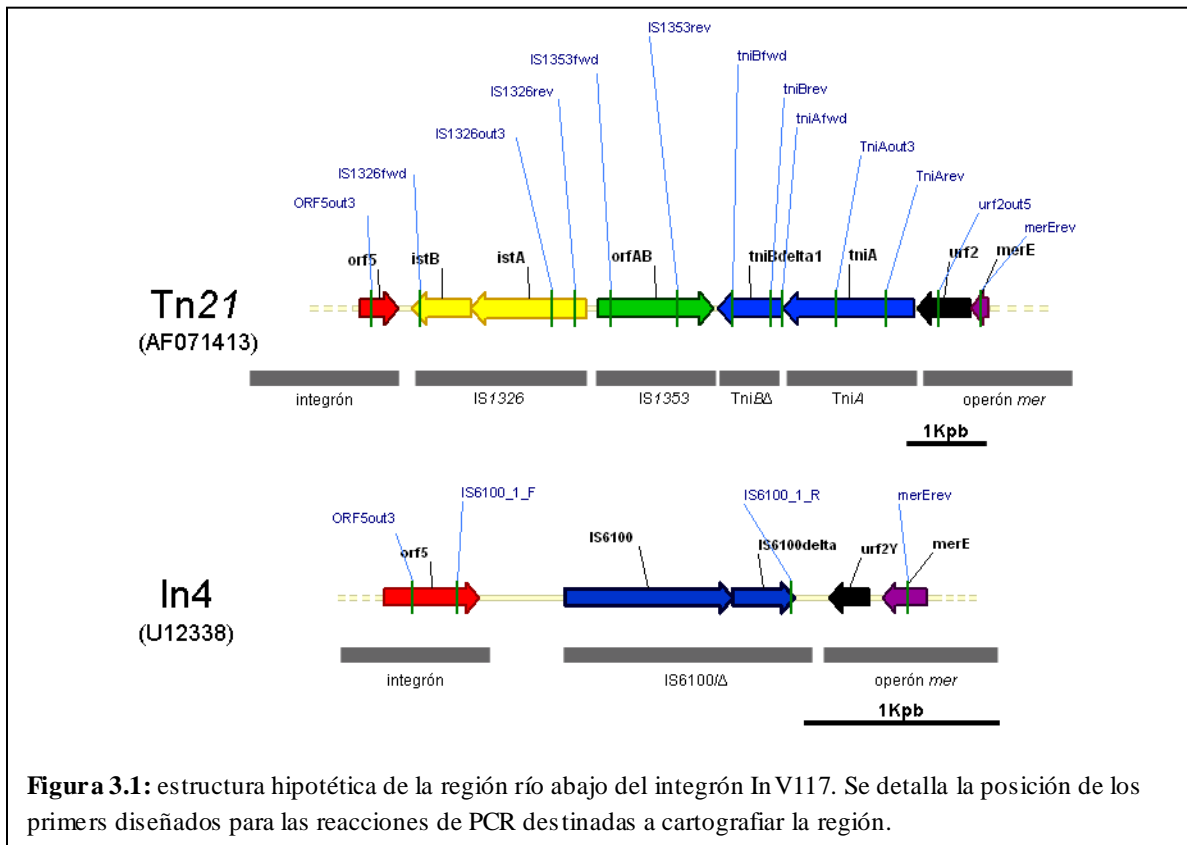 IS1353rev
IS1353fwd
tniBfwd
IS1326rev
tniBrev
tniAfwd
IS1326out3
TniAout3
IS1326fwd
TniArev
ORF5out3
urf2out5
merErev
orf5
istB
istA
orfAB
tniBdelta1
tniA
urf2
merE
Tn21
(AF071413)
integrón
IS1326
IS1353
TniBΔ
TniA
operón mer
1Kpb
ORF5out3
IS6100_1_F
IS6100_1_R
merErev
orf5
IS6100
IS6100delta
urf2Y
merE
In4
(U12338)
integrón
IS6100/Δ
operón mer
1Kpb
Figura 3.1: estructura hipotética de la región río abajo del integrón InV117. Se detalla la posición de los
primers diseñados para las reacciones de PCR destinadas a cartografiar la región.